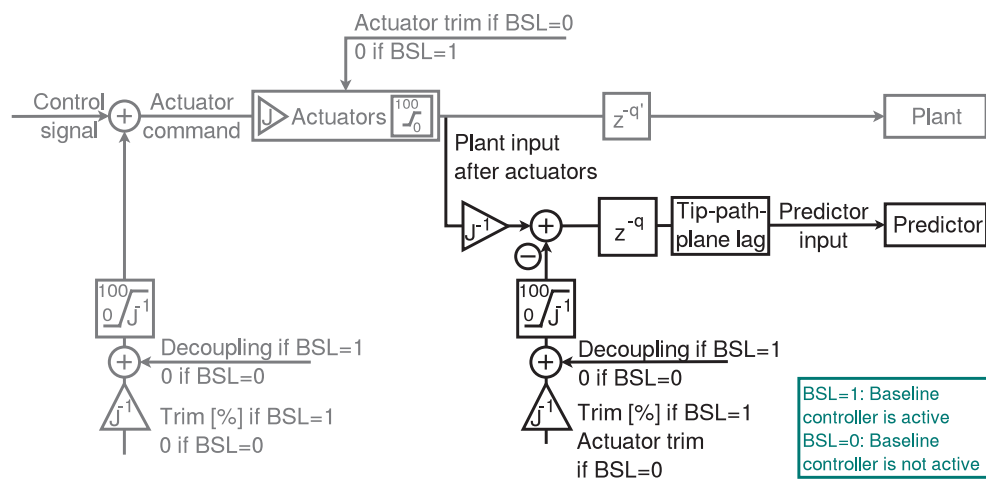 Actuator trim if BSL=0
0 if BSL=1
Control
signal
+
Actuator
command
J
Actuators
100
0
z-q'
Plant
Plant input
after actuators
J-1
+
−
z-q
Tip-path-
plane lag
Predictor
input
Predictor
100
0
J-1
+
Decoupling if BSL=1
0 if BSL=0
J-1
Trim [%] if BSL=1
0 if BSL=0
100
0
J-1
+
Decoupling if BSL=1
0 if BSL=0
J-1
Trim [%] if BSL=1
Actuator trim
if BSL=0
BSL=1: Baseline
controller is active
BSL=0: Baseline
controller is not active